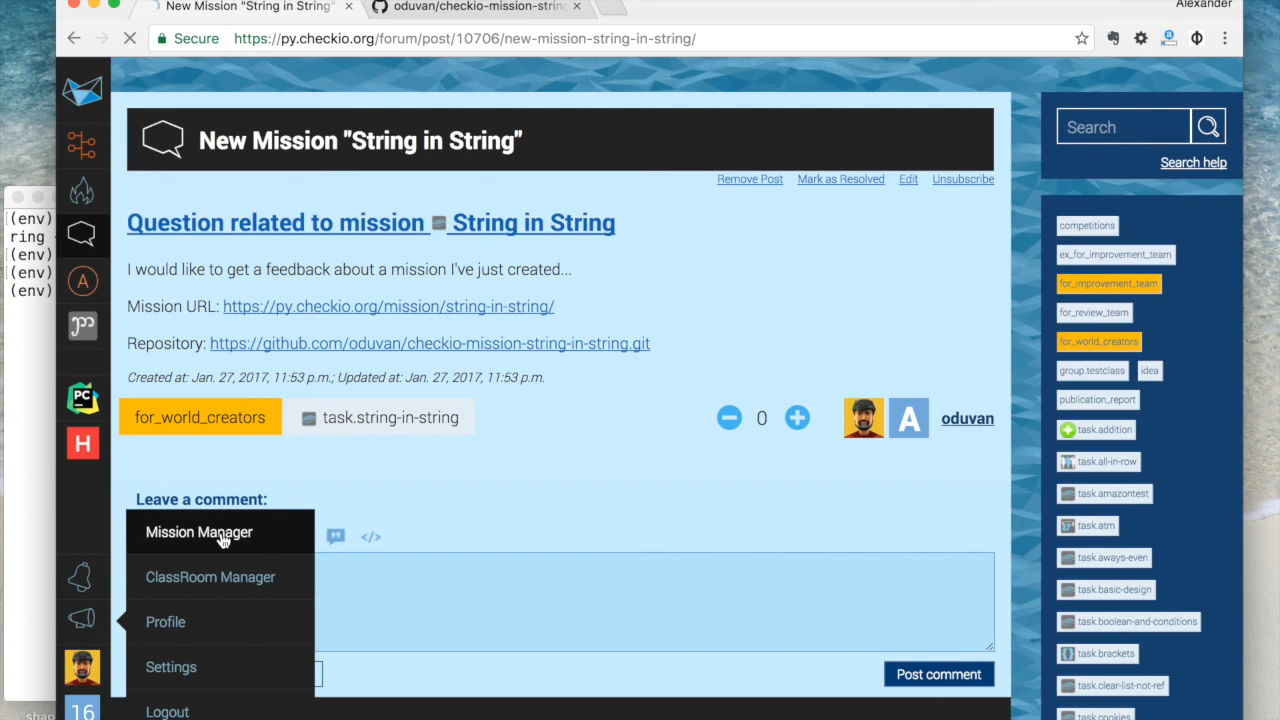 New Mission "String in String"
oduvan/checkio-mission-string
Alexander
Secure
https://py.checkio.org/forum/post/10706/new-mission-string-in-string/
New Mission "String in String"
Remove Post
Mark as Resolved
Edit
Unsubscribe
Question related to mission String in String
I would like to get a feedback about a mission I've just created...
Mission URL: https://py.checkio.org/mission/string-in-string/
Repository: https://github.com/oduvan/checkio-mission-string-in-string.git
Created at: Jan. 27, 2017, 11:53 p.m.; Updated at: Jan. 27, 2017, 11:53 p.m.
for_world_creators
task.string-in-string
0
A
oduvan
Leave a comment:
</>
Mission Manager
ClassRoom Manager
Profile
Settings
Logout
Post comment
Search
Search help
competitions
ex_for_improvement_team
for_improvement_team
for_review_team
for_world_creators
group.testclass
idea
publication_report
task.addition
task.all-in-row
task.amazontest
task.atm
task.aways-even
task.basic-design
task.boolean-and-conditions
task.brackets
task.clear-list-not-ref
task.cookies
(env)
ring
(env)
(env)
(env)
A
PC
H
16
shap